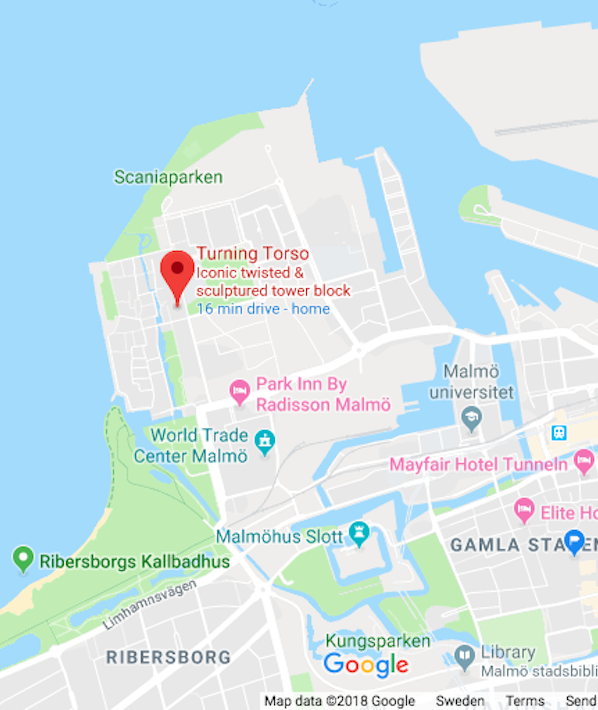 Scaniaparken
Turning Torso
Iconic twisted &
sculptured tower block
16 min drive - home
Malmö
universitet
Park Inn By
Radisson Malmö
World Trade
Center Malmö
Mayfair Hotel Tunneln
Elite Ho
Malmöhus Slott
GAMLA STA
Ribersborgs Kallbadhus
Limhamnsvägen
Kungsparken
RIBERSBORG
Google
Library
Malmö stadsbibli
Map data ©2018 Google Sweden Terms Send